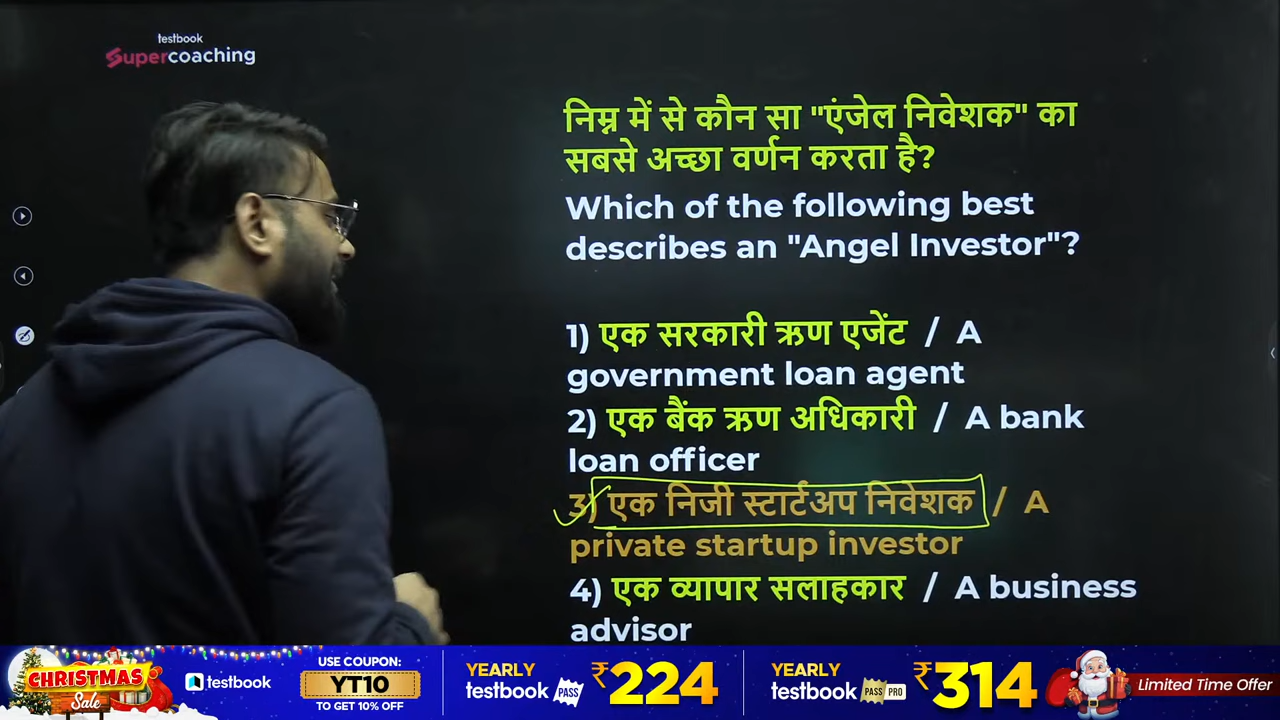 testbook
Supercoaching
निम्न में से कौन सा "एंजेल निवेशक" का
सबसे अच्छा वर्णन करता है?
Which of the following best
describes an "Angel Investor"?
1) एक सरकारी ऋण एजेंट / A
government loan agent
2) एक बैंक ऋण अधिकारी / A bank
loan officer
3) एक निजी स्टार्टअप निवेशक / A
private startup investor
4) एक व्यापार सलाहकार / A business
advisor
CHRISTMAS
Sale
testbook
USE COUPON:
YT10
TO GET 10% OFF
YEARLY
testbook PASS
₹224
YEARLY
testbook PASS PRO
₹314
Limited Time Offer